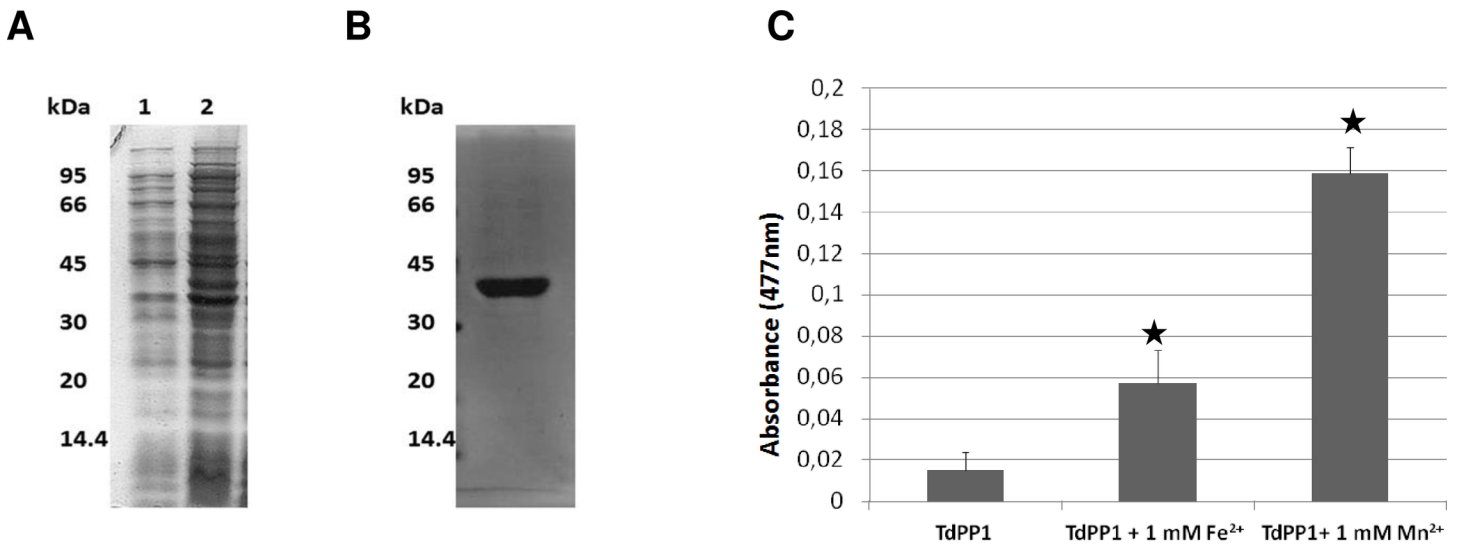 A
kDa 1 2
95
66
45
30
20
14.4
B
kDa
95
66
45
30
20
14.4
C
Absorbance (477nm)
0,2
0,18
0,16
0,14
0,12
0,1
0,08
0,06
0,04
0,02
0
TdPP1
TdPP1 + 1 mM Fe²⁺
TdPP1+ 1 mM Mn²⁺